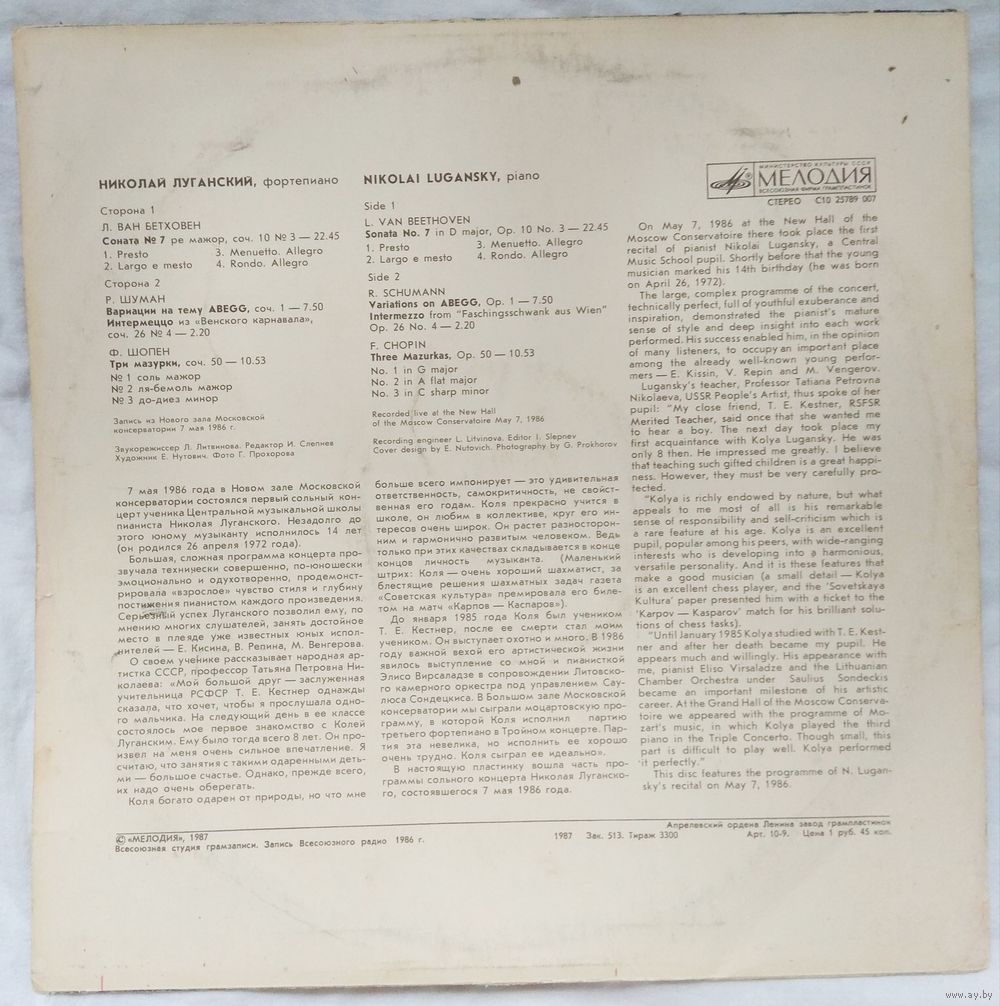 НИКОЛАЙ ЛУГАНСКИЙ, фортепиано
Сторона 1
Л. ВАН БЕТХОВЕН
Соната № 7 ре мажор, соч. 10 № 3 — 22.45
1. Presto 3. Menuetto. Allegro
2. Largo e mesto 4. Rondo. Allegro
Сторона 2
Р. ШУМАН
Вариации на тему ABEGG, соч. 1 — 7.50
Интермеццо из «Венского карнавала»,
соч. 26 № 4 — 2.20
Ф. ШОПЕН
Три мазурки, соч. 50 — 10.53
№ 1 соль мажор
№ 2 ля-бемоль мажор
№ 3 до-диез минор
Запись из Нового зала Московской
консерватории 7 мая 1986 г.
Звукорежиссер Л. Литвинова. Редактор И. Слепнев
Художник Е. Нутович. Фото Г. Прохорова
NIKOLAI LUGANSKY, piano
Side 1
L. VAN BEETHOVEN
Sonata No. 7 in D major, Op. 10 No. 3 — 22.45
1. Presto 3. Menuetto. Allegro
2. Largo e mesto 4. Rondo. Allegro
Side 2
R. SCHUMANN
Variations on ABEGG, Op. 1 — 7.50
Intermezzo from "Faschingsschwank aus Wien"
Op. 26 No. 4 — 2.20
F. CHOPIN
Three Mazurkas, Op. 50 — 10.53
No. 1 in G major
No. 2 in A flat major
No. 3 in C sharp minor
Recorded live at the New Hall
of the Moscow Conservatoire May 7, 1986
Recording engineer L. Litvinova. Editor I. Slepnev
Cover design by E. Nutovich. Photography by G. Prokhorov
7 мая 1986 года в Новом зале Московской
консерватории состоялся первый сольный кон-
церт ученика Центральной музыкальной школы
пианиста Николая Луганского. Незадолго до
этого юному музыканту исполнилось 14 лет
(он родился 26 апреля 1972 года).
Большая, сложная программа концерта про-
звучала технически совершенно, по-юношески
эмоционально и одухотворенно, продемонст-
рировала «взрослое» чувство стиля и глубину
постижения пианистом каждого произведения.
Серьезный успех Луганского позволил ему, по
мнению многих слушателей, занять достойное
место в плеяде уже известных юных испол-
нителей — Е. Кисина, В. Репина, М. Венгерова.
О своем ученике рассказывает народная ар-
тистка СССР, профессор Татьяна Петровна Ни-
колаева: «Мой большой друг — заслуженная
учительница РСФСР Т. Е. Кестнер однажды
сказала, что хочет, чтобы я прослушала одно-
го мальчика. На следующий день в ее классе
состоялось мое первое знакомство с Колей
Луганским. Ему было тогда всего 8 лет. Он про-
извел на меня очень сильное впечатление. Я
считаю, что занятия с такими одаренными деть-
ми — большое счастье. Однако, прежде всего,
их надо очень оберегать.
Коля богато одарен от природы, но что мне
больше всего импонирует — это удивительная
ответственность, самокритичность, не свойст-
венная его годам. Коля прекрасно учится в
школе, он любим в коллективе, круг его ин-
тересов очень широк. Он растет разносторон-
ним и гармонично развитым человеком. Ведь
только при этих качествах складывается в конце
концов личность музыканта. (Маленький
штрих: Коля — очень хороший шахматист, за
блестящие решения шахматных задач газета
«Советская культура» премировала его биле-
том на матч «Карпов — Каспаров»).
До января 1985 года Коля был учеником
Т. Е. Кестнер, после ее смерти стал моим
учеником. Он выступает охотно и много. В 1986
году важной вехой его артистической жизни
явилось выступление со мной и пианисткой
Элисо Вирсаладзе в сопровождении Литовско-
го камерного оркестра под управлением Сау-
люса Сондецкиса. В Большом зале Московской
консерватории мы сыграли моцартовскую про-
грамму, в которой Коля исполнил партию
третьего фортепиано в Тройном концерте. Пар-
тия эта невелика, но исполнить ее хорошо
очень трудно. Коля сыграл ее идеально».
В настоящую пластинку вошла часть про-
граммы сольного концерта Николая Луганско-
го, состоявшегося 7 мая 1986 года.
МИНИСТЕРСТВО КУЛЬТУРЫ СССР
МЕЛОДИЯ
ВСЕСОЮЗНАЯ ФИРМА ГРАМПЛАСТИНОК
СТЕРЕО С10 25789 007
On May 7, 1986 at the New Hall of the
Moscow Conservatoire there took place the first
recital of pianist Nikolai Lugansky, a Central
Music School pupil. Shortly before that the young
musician marked his 14th birthday (he was born
on April 26, 1972).
The large, complex programme of the concert,
technically perfect, full of youthful exuberance and
inspiration, demonstrated the pianist's mature
sense of style and deep insight into each work
performed. His success enabled him, in the opinion
of many listeners, to occupy an important place
among the already well-known young perfor-
mers — E. Kissin, V. Repin and M. Vengerov.
Lugansky's teacher, Professor Tatiana Petrovna
Nikolaeva, USSR People's Artist, thus spoke of her
pupil: "My close friend, T. E. Kestner, RSFSR
Merited Teacher, said once that she wanted me
to hear a boy. The next day took place my
first acquaintance with Kolya Lugansky. He was
only 8 then. He impressed me greatly. I believe
that teaching such gifted children is a great happi-
ness. However, they must be very carefully pro-
tected.
"Kolya is richly endowed by nature, but what
appeals to me most of all is his remarkable
sense of responsibility and self-criticism which is
a rare feature at his age. Kolya is an excellent
pupil, popular among his peers, with wide-ranging
interests who is developing into a harmonious,
versatile personality. And it is these features that
make a good musician (a small detail — Kolya
is an excellent chess player, and the 'Sovetskaya
Kultura' paper presented him with a ticket to the
'Karpov — Kasparov' match for his brilliant solu-
tions of chess tasks).
"Until January 1985 Kolya studied with T. E. Kest-
ner and after her death became my pupil. He
appears much and willingly. His appearance with
me, pianist Eliso Virsaladze and the Lithuanian
Chamber Orchestra under Saulius Sondeckis
became an important milestone of his artistic
career. At the Grand Hall of the Moscow Conserva-
toire we appeared with the programme of Mo-
zart's music, in which Kolya played the third
piano in the Triple Concerto. Though small, this
part is difficult to play well. Kolya performed
it perfectly."
This disc features the programme of N. Lugan-
sky's recital on May 7, 1986.
© «МЕЛОДИЯ», 1987
Всесоюзная студия грамзаписи. Запись Всесоюзного радио 1986 г.
Апрелевский ордена Ленина завод грампластинок
1987 Зак. 513. Тираж 3300 Арт. 10-9. Цена 1 руб. 45 коп.
www.ay.by